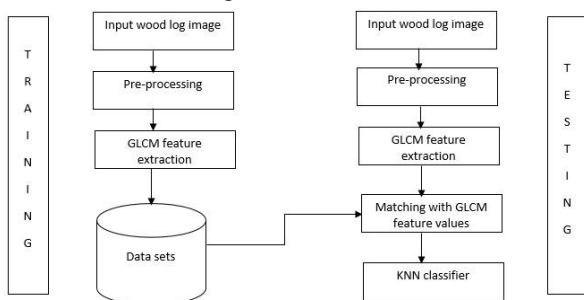 T
R
A
I
N
I
N
G
Input wood log image
Pre-processing
GLCM feature
extraction
Data sets
Input wood log image
Pre-processing
GLCM feature
extraction
Matching with GLCM
feature values
KNN classifier
T
E
S
T
I
N
G